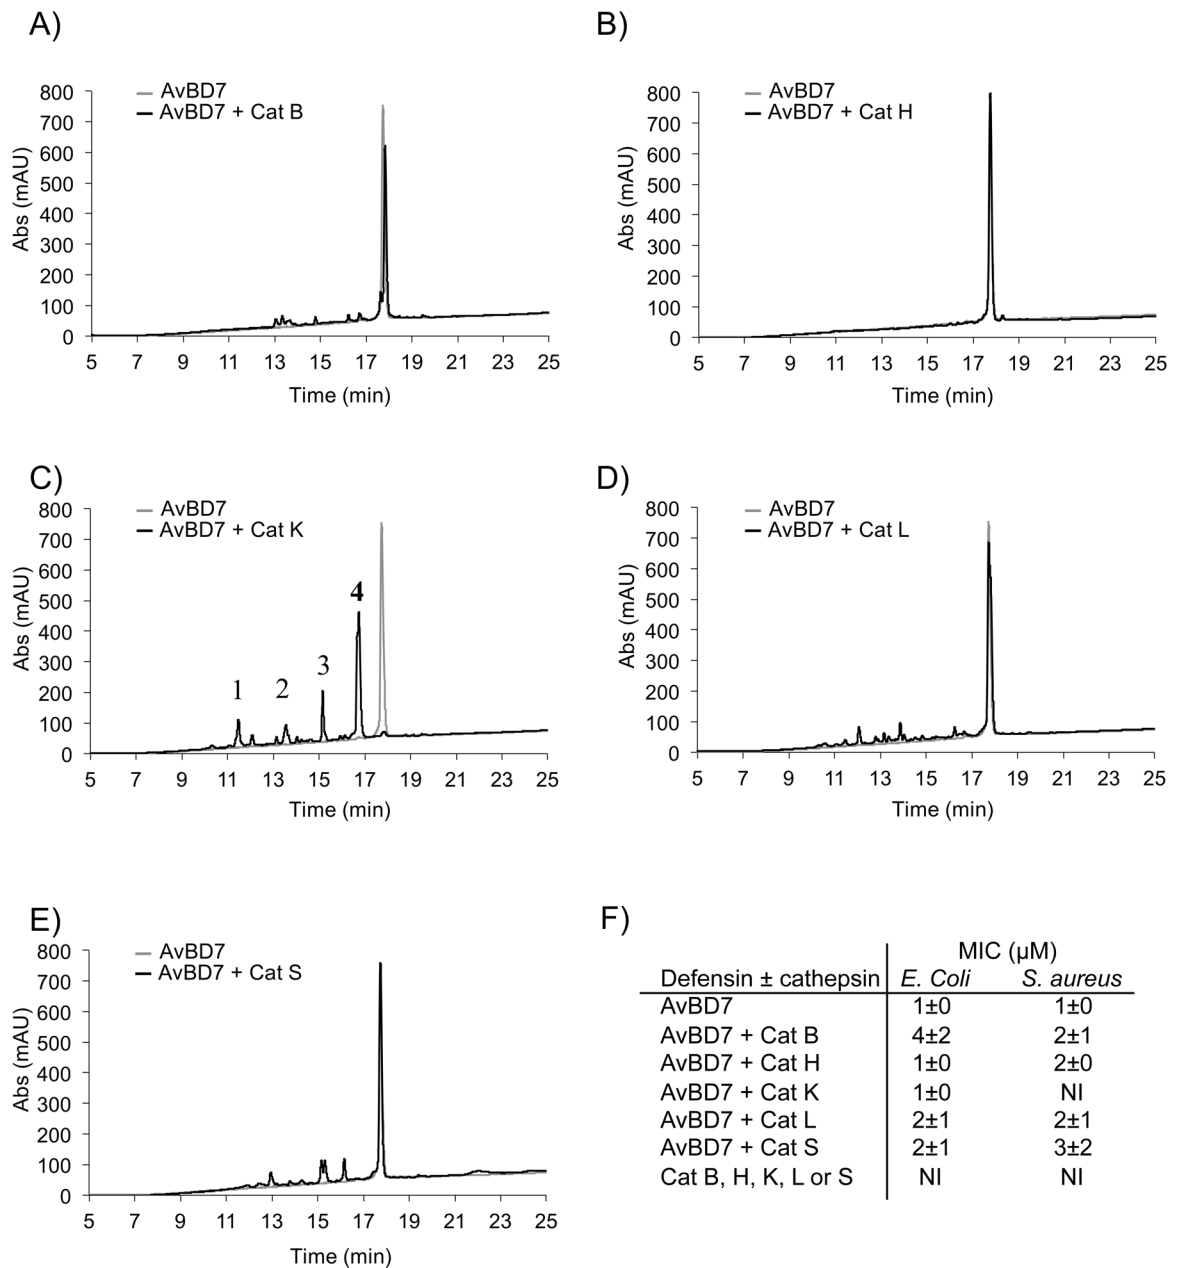 A)
AvBD7
AvBD7 + Cat B
Abs (mAU)
800
700
600
500
400
300
200
100
0
5 7 9 11 13 15 17 19 21 23 25
Time (min)
B)
AvBD7
AvBD7 + Cat H
Abs (mAU)
800
700
600
500
400
300
200
100
0
5 7 9 11 13 15 17 19 21 23 25
Time (min)
C)
AvBD7
AvBD7 + Cat K
Abs (mAU)
800
700
600
500
400
300
200
100
0
1 2 3 4
5 7 9 11 13 15 17 19 21 23 25
Time (min)
D)
AvBD7
AvBD7 + Cat L
Abs (mAU)
800
700
600
500
400
300
200
100
0
5 7 9 11 13 15 17 19 21 23 25
Time (min)
E)
AvBD7
AvBD7 + Cat S
Abs (mAU)
800
700
600
500
400
300
200
100
0
5 7 9 11 13 15 17 19 21 23 25
Time (min)
F)
MIC (µM)
Defensin ± cathepsin E. Coli S. aureus
AvBD7 1±0 1±0
AvBD7 + Cat B 4±2 2±1
AvBD7 + Cat H 1±0 2±0
AvBD7 + Cat K 1±0 NI
AvBD7 + Cat L 2±1 2±1
AvBD7 + Cat S 2±1 3±2
Cat B, H, K, L or S NI NI